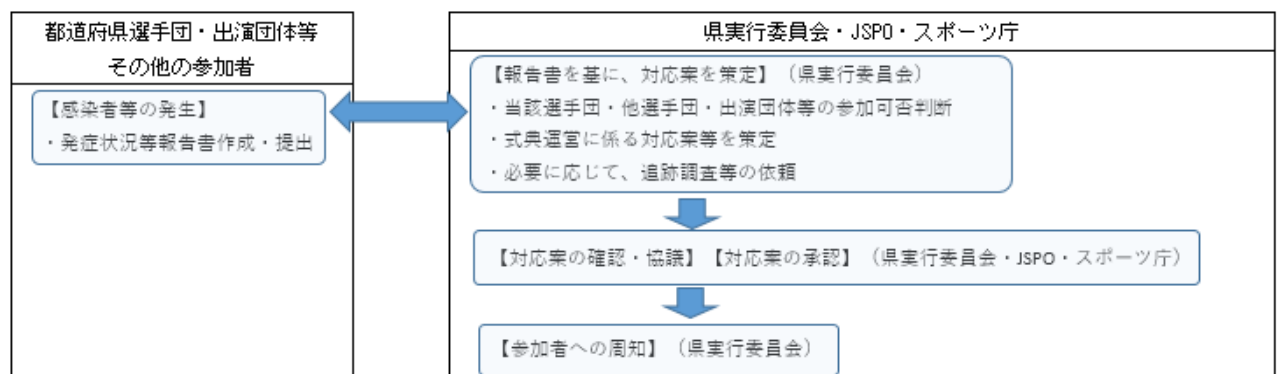 都道府県選手団・出演団体等
その他の参加者
【感染者等の発生】
・発症状況等報告書作成・提出
県実行委員会・JSPO・スポーツ庁
【報告書を基に、対応案を策定】（県実行委員会）
・当該選手団・他選手団・出演団体等の参加可否判断
・式典運営に係る対応案等を策定
・必要に応じて、追跡調査等の依頼
【対応案の確認・協議】【対応案の承認】（県実行委員会・JSPO・スポーツ庁）
【参加者への周知】（県実行委員会）